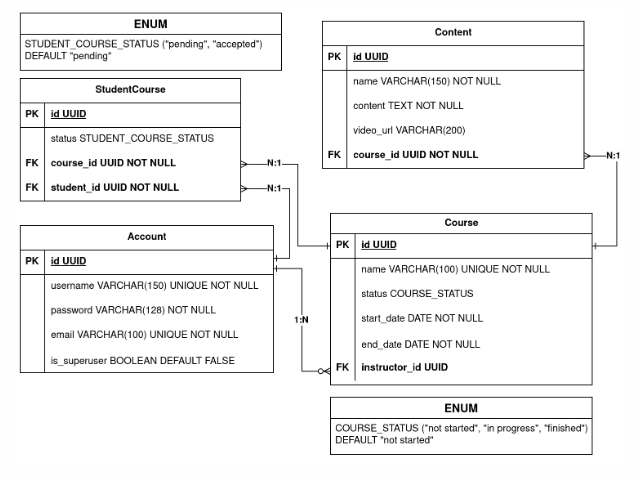 ENUM
STUDENT_COURSE_STATUS ("pending", "accepted")
DEFAULT "pending"
StudentCourse
PK id UUID
status STUDENT_COURSE_STATUS
FK course_id UUID NOT NULL
FK student_id UUID NOT NULL
Content
PK id UUID
name VARCHAR(150) NOT NULL
content TEXT NOT NULL
video_url VARCHAR(200)
FK course_id UUID NOT NULL
N:1
N:1
N:1
Account
PK id UUID
username VARCHAR(150) UNIQUE NOT NULL
password VARCHAR(128) NOT NULL
email VARCHAR(100) UNIQUE NOT NULL
is_superuser BOOLEAN DEFAULT FALSE
1:N
Course
PK id UUID
name VARCHAR(100) UNIQUE NOT NULL
status COURSE_STATUS
start_date DATE NOT NULL
end_date DATE NOT NULL
FK instructor_id UUID
ENUM
COURSE_STATUS ("not started", "in progress", "finished")
DEFAULT "not started"